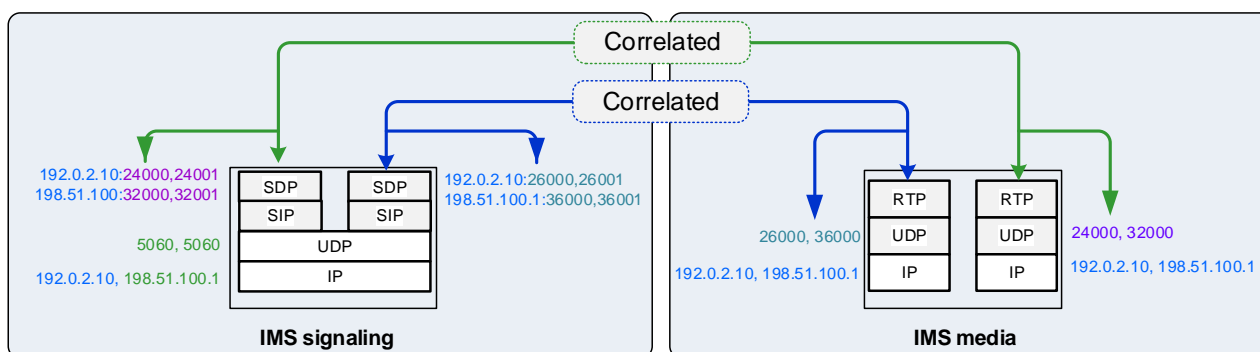 Correlated
Correlated
192.0.2.10:24000,24001
198.51.100:32000,32001
SDP
SDP
192.0.2.10:26000,26001
198.51.100.1:36000,36001
SIP
SIP
5060, 5060
UDP
192.0.2.10, 198.51.100.1
IP
IMS signaling
RTP
RTP
26000, 36000
UDP
UDP
24000, 32000
192.0.2.10, 198.51.100.1
IP
IP
192.0.2.10, 198.51.100.1
IMS media